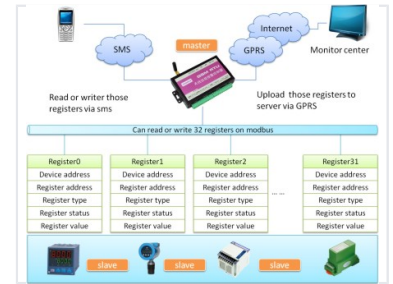 Internet
SMS
master
GPRS
Monitor center
Read or writer those
registers via sms
Upload those registers to
server via GPRS
Can read or write 32 registers on modbus
Register0
Register1
Register2
Register31
Device address
Device address
Device address
Device address
Register address
Register address
Register address
... ...
Register address
Register type
Register type
Register type
Register type
Register status
Register status
Register status
Register status
Register value
Register value
Register value
Register value
slave
slave
slave